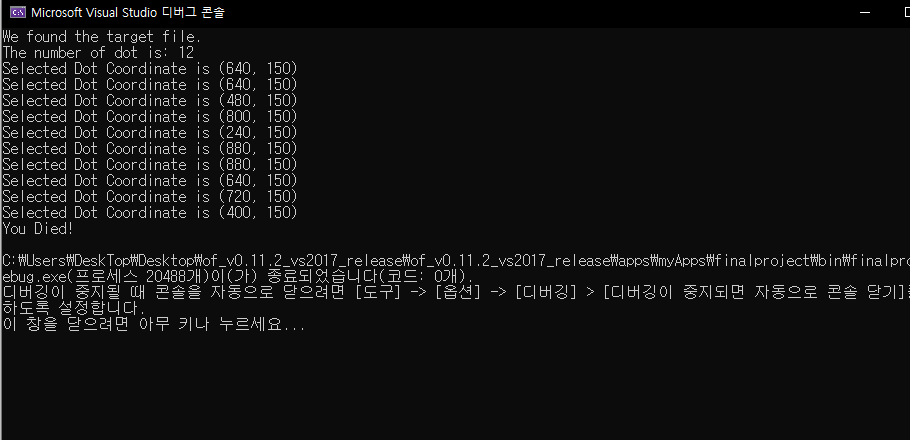 Microsoft Visual Studio 디버그 콘솔
We found the target file.
The number of dot is: 12
Selected Dot Coordinate is (640, 150)
Selected Dot Coordinate is (640, 150)
Selected Dot Coordinate is (480, 150)
Selected Dot Coordinate is (800, 150)
Selected Dot Coordinate is (240, 150)
Selected Dot Coordinate is (880, 150)
Selected Dot Coordinate is (880, 150)
Selected Dot Coordinate is (640, 150)
Selected Dot Coordinate is (720, 150)
Selected Dot Coordinate is (400, 150)
You Died!
C:₩Users₩DeskTop₩Desktop₩of_v0.11.2_vs2017_release₩of_v0.11.2_vs2017_release₩apps₩myApps₩finalproject₩bin₩finalpro
ebug.exe(프로세스 20488개)이(가) 종료되었습니다(코드: 0개).
디버깅이 중지될 때 콘솔을 자동으로 닫으려면 [도구] -> [옵션] -> [디버깅] > [디버깅이 중지되면 자동으로 콘솔 닫기]
하도록 설정합니다.
이 창을 닫으려면 아무 키나 누르세요...